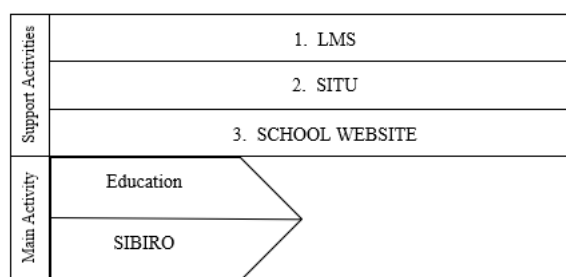 Support Activities
1. LMS
2. SITU
3. SCHOOL WEBSITE
Main Activity
Education
SIBIRO